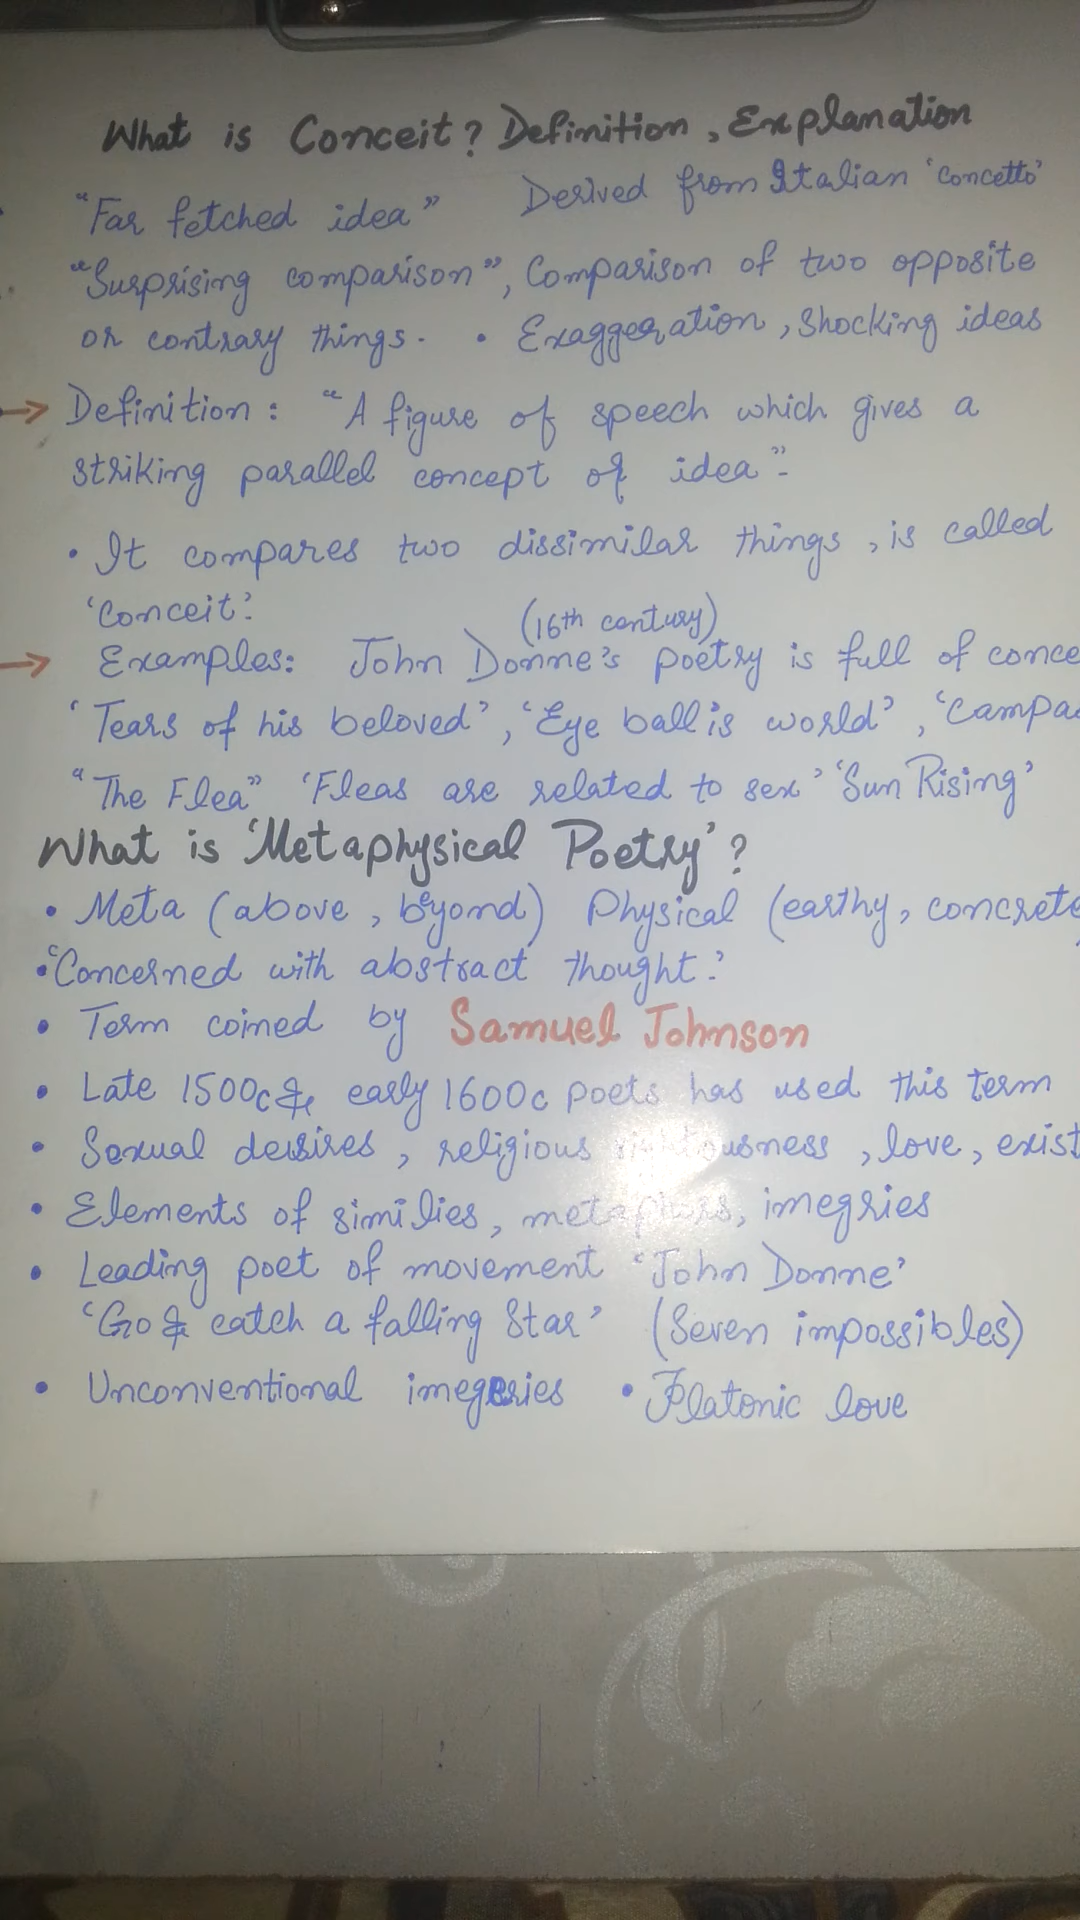 What is Conceit? Definition, Explanation
"Far fetched idea" Derived from Italian 'concetto'
"Surprising comparison", Comparison of two opposite
or contrary things. • Exaggeration, Shocking ideas
→ Definition: "A figure of speech which gives a
striking parallel concept of idea".
• It compares two dissimilar things, is called
'Conceit'.
(16th century)
→ Examples: John Donne's poetry is full of conce
'Tears of his beloved', 'Eye ball is world', 'Campa
"The Flea" 'Fleas are related to sex' 'Sun Rising'
What is 'Metaphysical Poetry'?
• Meta (above, beyond) Physical (earthy, concrete
• 'Concerned with abstract thought.'
• Term coined by Samuel Johnson
• Late 1500c & early 1600c poets has used this term
• Sexual desires, religious rightousness, love, exist
• Elements of similies, metaphors, imegries
• Leading poet of movement 'John Donne'
'Go & catch a falling Star' (Seven impossibles)
• Unconventional imegeries • Platonic love